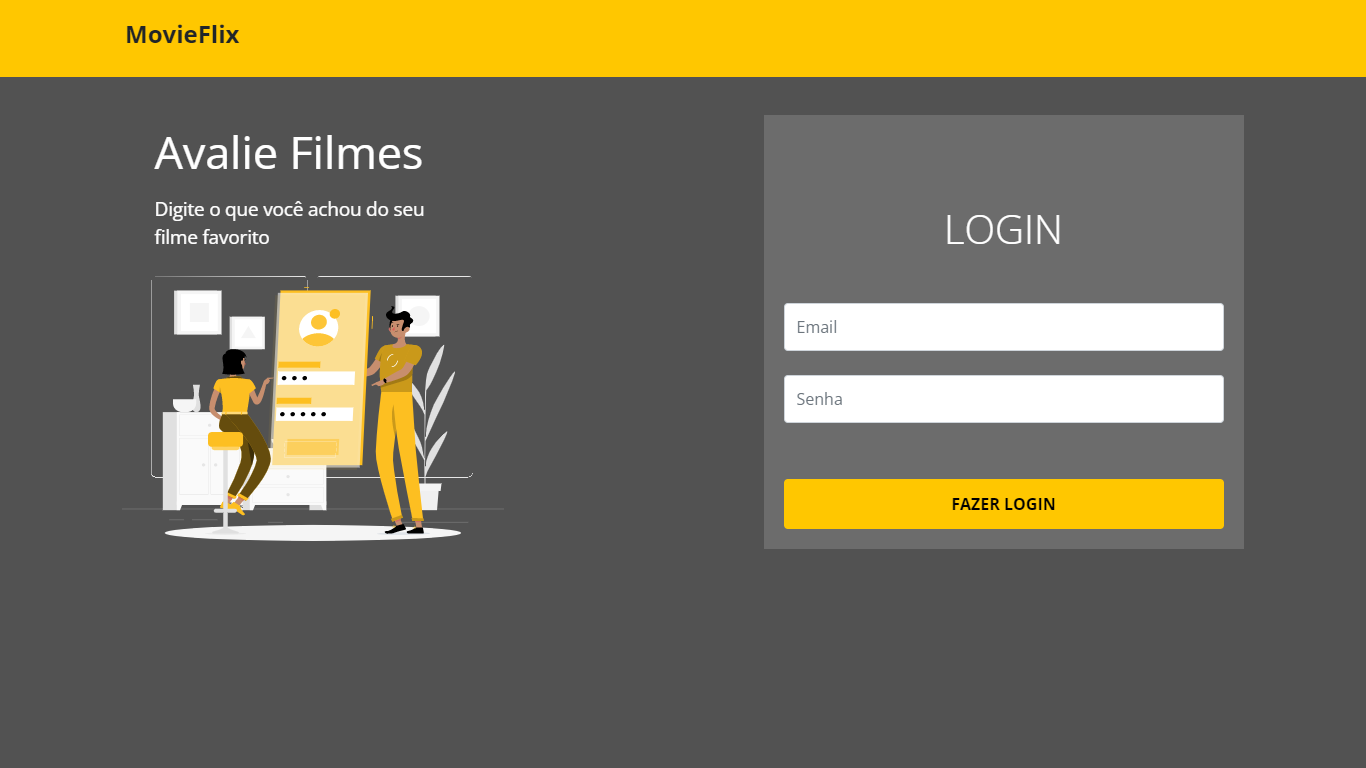 MovieFlix
Avalie Filmes
Digite o que você achou do seu
filme favorito
LOGIN
Email
Senha
FAZER LOGIN